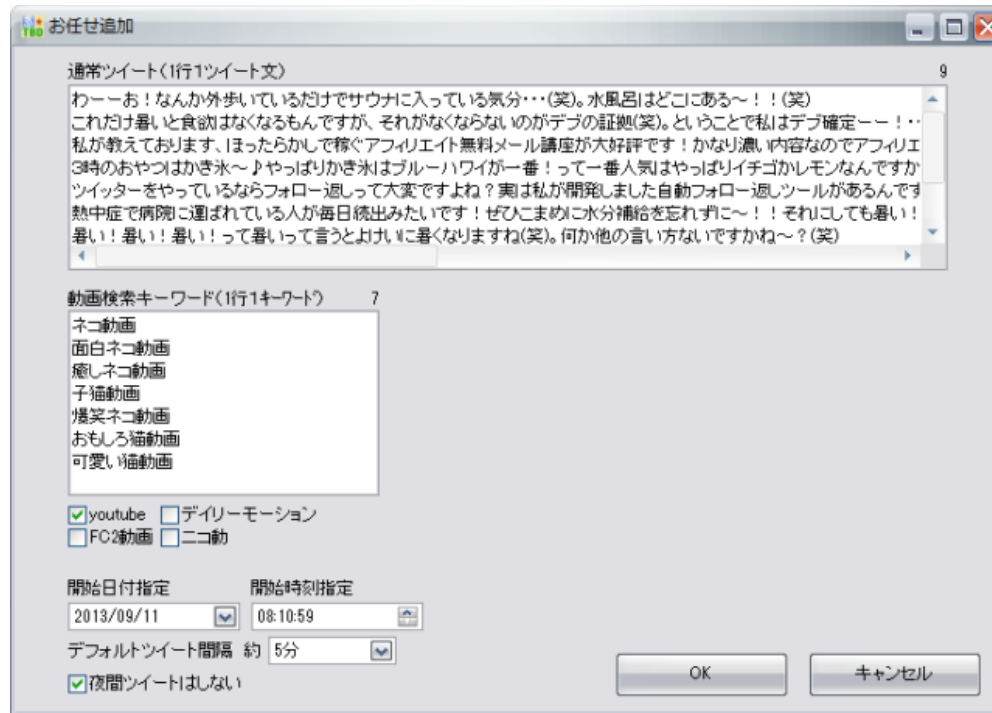 お任せ追加
通常ツイート(1行1ツイート文) 9
わーーお！なんか外歩いているだけでサウナに入っている気分・・・(笑)。水風呂はどこにある～！！(笑)
これだけ暑いと食欲はなくなるもんですが、それがなくならないのがデブの証拠(笑)。ということで私はデブ確定ーー！・・
私が教えております、ほったらかしで稼ぐアフィリエイト無料メール講座が大好評です！かなり濃い内容なのでアフィリエ
3時のおやつはかき氷～♪やっぱりかき氷はブルーハワイが一番！って一番人気はやっぱりイチゴかレモンなんですか
ツイッターをやっているならフォロー返しって大変ですよね？実は私が開発しました自動フォロー返しツールがあるんです
熱中症で病院に運ばれている人が毎日続出みたいです！ぜひこまめに水分補給を忘れずに～！！それにしても暑い！
暑い！暑い！暑い！って暑いって言うとよけいに暑くなりますね(笑)。何か他の言い方ないですかね～？(笑)
動画検索キーワード(1行1キーワード) 7
ネコ動画
面白ネコ動画
癒しネコ動画
子猫動画
爆笑ネコ動画
おもしろ猫動画
可愛い猫動画
youtube デイリーモーション
FC2動画 ニコ動
開始日付指定 開始時刻指定
2013/09/11 08:10:59
デフォルトツイート間隔 約 5分
夜間ツイートはしない
OK キャンセル